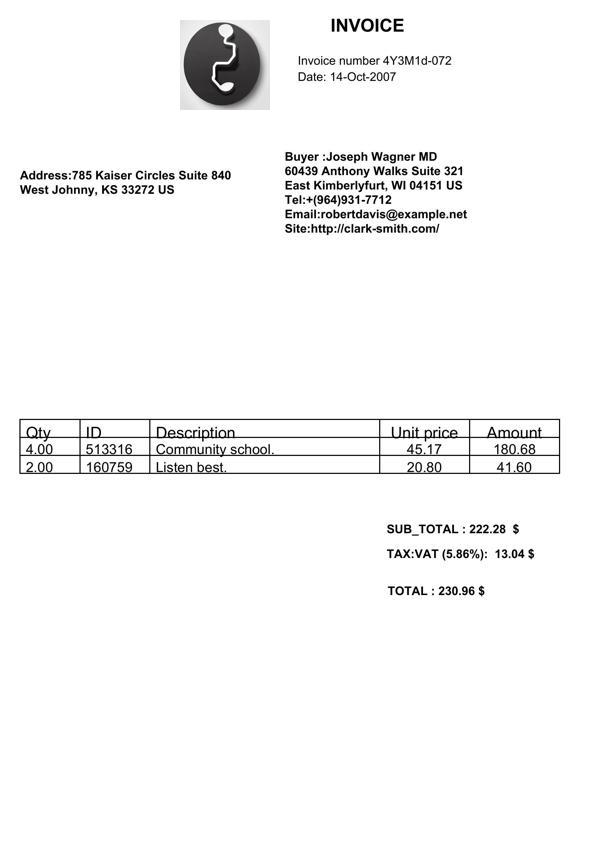 INVOICE
Invoice number 4Y3M1d-072
Date: 14-Oct-2007
Address:785 Kaiser Circles Suite 840
West Johnny, KS 33272 US
Buyer :Joseph Wagner MD
60439 Anthony Walks Suite 321
East Kimberlyfurt, WI 04151 US
Tel:+(964)931-7712
Email:robertdavis@example.net
Site:http://clark-smith.com/
Qty ID Description Unit price Amount
4.00 513316 Community school. 45.17 180.68
2.00 160759 Listen best. 20.80 41.60
SUB_TOTAL : 222.28 $
TAX:VAT (5.86%): 13.04 $
TOTAL : 230.96 $